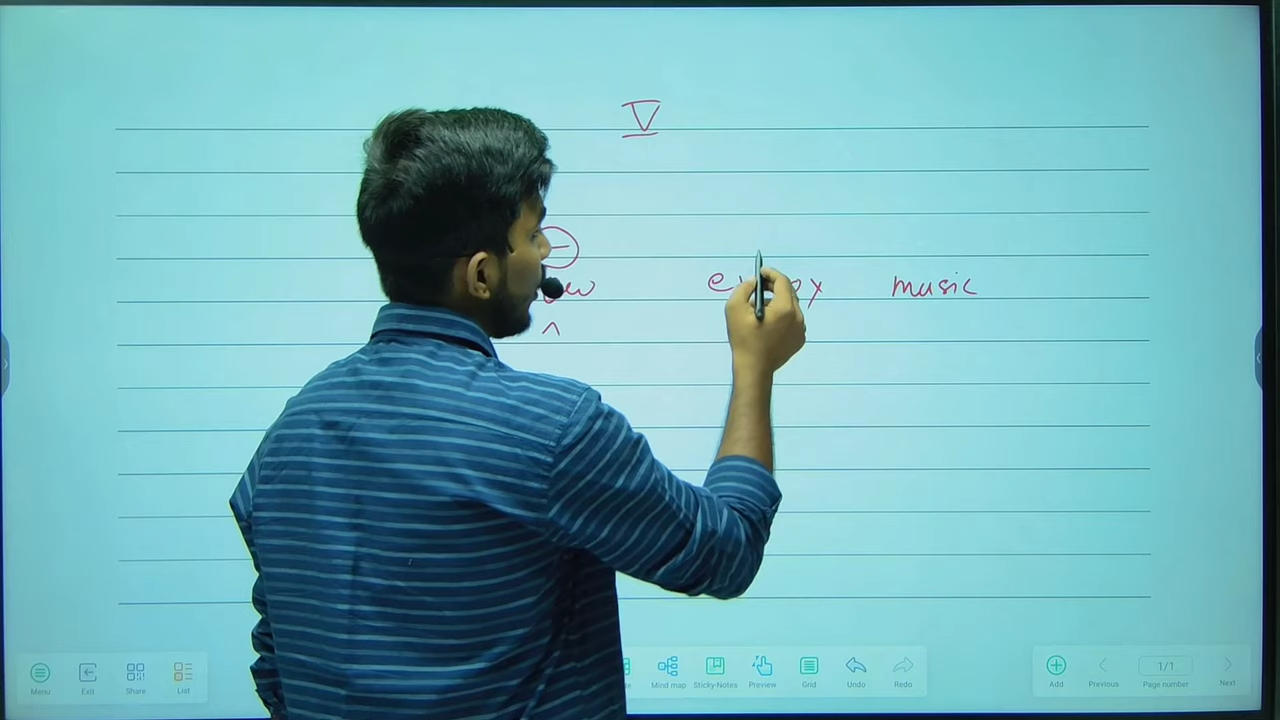 V
music
Menu Exit Share List Mind map Sticky-Notes Preview Grid Undo Redo Add Previous 1/1 Page number Next